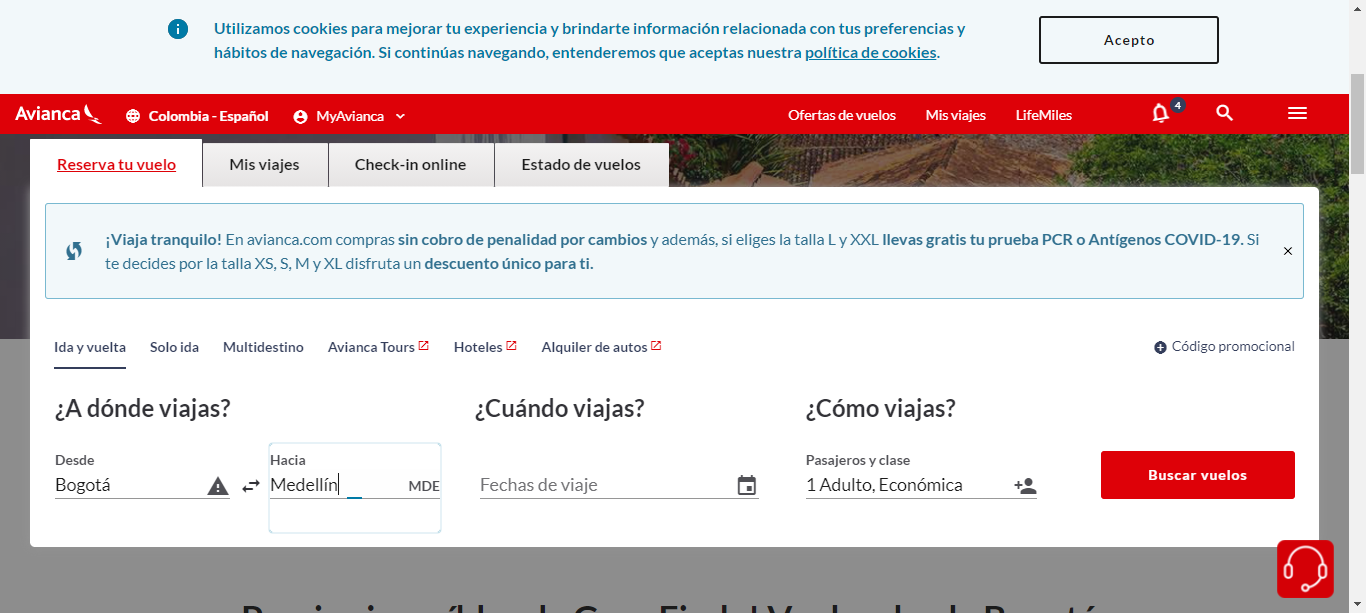 Utilizamos cookies para mejorar tu experiencia y brindarte información relacionada con tus preferencias y
hábitos de navegación. Si continúas navegando, entenderemos que aceptas nuestra política de cookies.
Acepto
Avianca
Colombia - Español
MyAvianca
Ofertas de vuelos
Mis viajes
LifeMiles
4
Reserva tu vuelo
Mis viajes
Check-in online
Estado de vuelos
¡Viaja tranquilo! En avianca.com compras sin cobro de penalidad por cambios y además, si eliges la talla L y XXL llevas gratis tu prueba PCR o Antígenos COVID-19. Si
te decides por la talla XS, S, M y XL disfruta un descuento único para ti.
Ida y vuelta
Solo ida
Multidestino
Avianca Tours
Hoteles
Alquiler de autos
Código promocional
¿A dónde viajas?
¿Cuándo viajas?
¿Cómo viajas?
Desde
Bogotá
Hacia
Medellín
MDE
Fechas de viaje
Pasajeros y clase
1 Adulto, Económica
Buscar vuelos